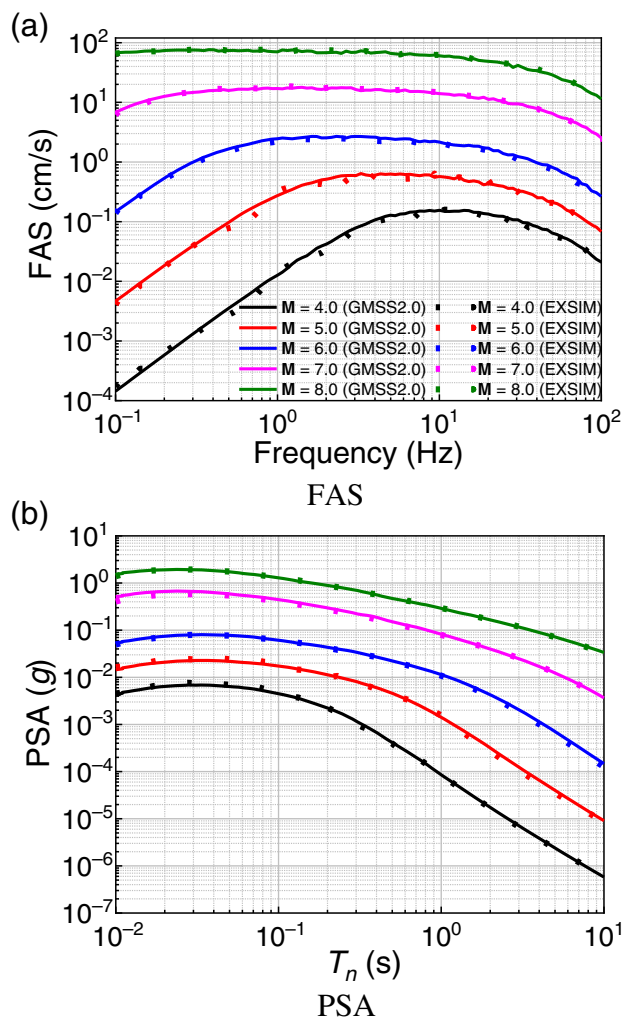 (a)
10²
10¹
10⁰
10⁻¹
10⁻²
10⁻³
10⁻⁴
FAS (cm/s)
M = 4.0 (GMSS2.0) M = 4.0 (EXSIM)
M = 5.0 (GMSS2.0) M = 5.0 (EXSIM)
M = 6.0 (GMSS2.0) M = 6.0 (EXSIM)
M = 7.0 (GMSS2.0) M = 7.0 (EXSIM)
M = 8.0 (GMSS2.0) M = 8.0 (EXSIM)
10⁻¹ 10⁰ 10¹ 10²
Frequency (Hz)
FAS
(b)
10¹
10⁰
10⁻¹
10⁻²
10⁻³
10⁻⁴
10⁻⁵
10⁻⁶
10⁻⁷
PSA (g)
10⁻² 10⁻¹ 10⁰ 10¹
Tₙ (s)
PSA